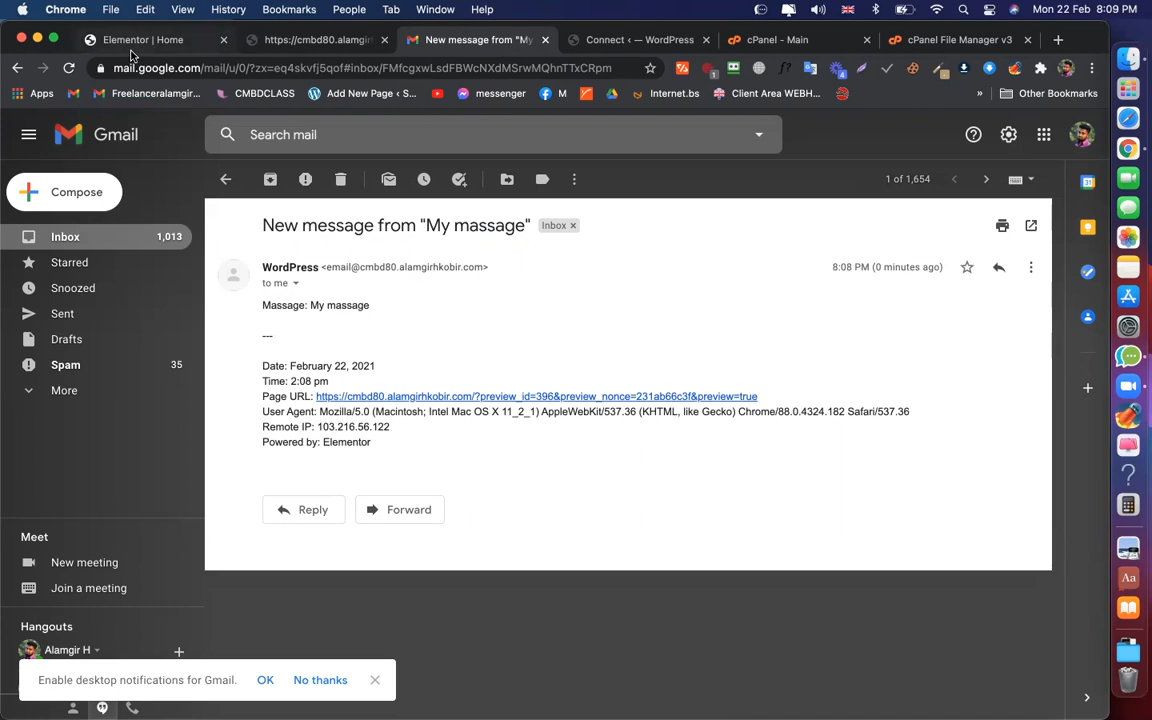 Chrome File Edit View History Bookmarks People Tab Window Help Mon 22 Feb 8:09 PM
Elementor | Home https://cmbd80.alamgirh New message from "My Connect ‹ — WordPress cPanel - Main cPanel File Manager v3
mail.google.com/mail/u/0/?zx=eq4skvfj5qof#inbox/FMfcgxwLsdFBWcNXdMSrwMQhnTTxCRpm
Apps Freelanceralamgir... CMBDCLASS Add New Page ‹ S... messenger M Internet.bs Client Area WEBH... » Other Bookmarks
Gmail
Search mail
Compose
1 of 1,654
Inbox 1,013
Starred
Snoozed
Sent
Drafts
Spam 35
More
New message from "My massage" Inbox ×
WordPress <email@cmbd80.alamgirhkobir.com> 8:08 PM (0 minutes ago)
to me
Massage: My massage
---
Date: February 22, 2021
Time: 2:08 pm
Page URL: https://cmbd80.alamgirhkobir.com/?preview_id=396&preview_nonce=231ab66c3f&preview=true
User Agent: Mozilla/5.0 (Macintosh; Intel Mac OS X 11_2_1) AppleWebKit/537.36 (KHTML, like Gecko) Chrome/88.0.4324.182 Safari/537.36
Remote IP: 103.216.56.122
Powered by: Elementor
Reply Forward
Meet
New meeting
Join a meeting
Hangouts
Alamgir H
Enable desktop notifications for Gmail. OK No thanks